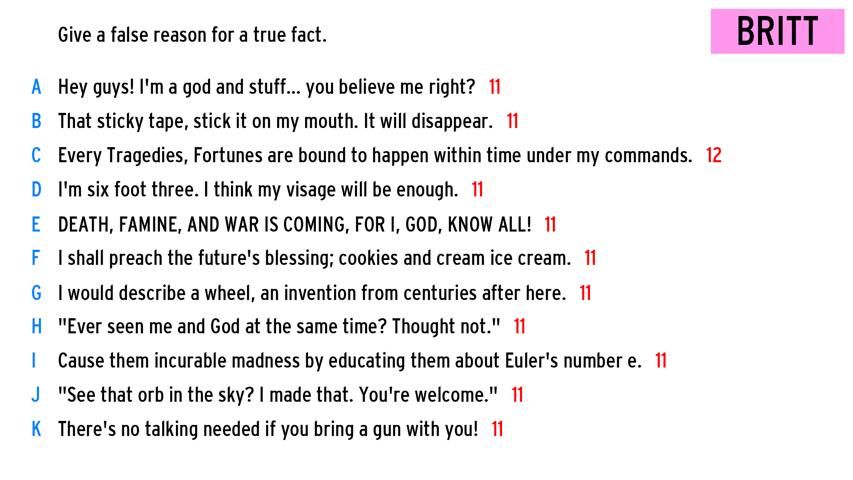 Give a false reason for a true fact.
BRITT
A Hey guys! I'm a god and stuff... you believe me right? 11
B That sticky tape, stick it on my mouth. It will disappear. 11
C Every Tragedies, Fortunes are bound to happen within time under my commands. 12
D I'm six foot three. I think my visage will be enough. 11
E DEATH, FAMINE, AND WAR IS COMING, FOR I, GOD, KNOW ALL! 11
F I shall preach the future's blessing; cookies and cream ice cream. 11
G I would describe a wheel, an invention from centuries after here. 11
H "Ever seen me and God at the same time? Thought not." 11
I Cause them incurable madness by educating them about Euler's number e. 11
J "See that orb in the sky? I made that. You're welcome." 11
K There's no talking needed if you bring a gun with you! 11